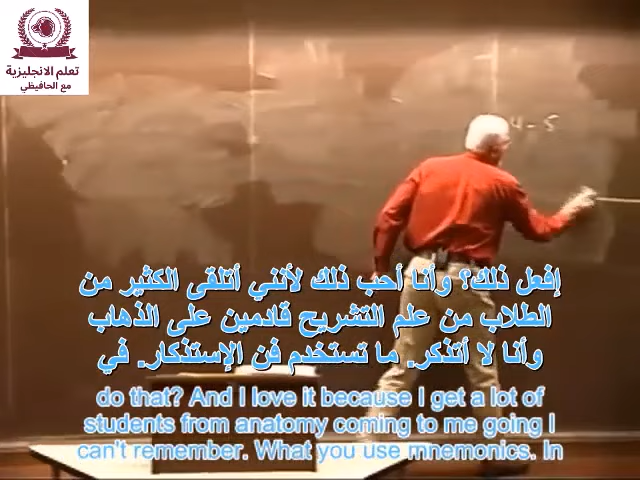 تعلم الانجليزية
مع الحافيظي
4-5
إفعل ذلك؟ وأنا أحب ذلك لأنني أتلقى الكثير من
الطلاب من علم التشريح قادمين على الذهاب
وأنا لا أتذكر. ما تستخدم فن الإستذكار. في
do that? And I love it because I get a lot of
students from anatomy coming to me going I
can't remember. What you use mnemonics. In